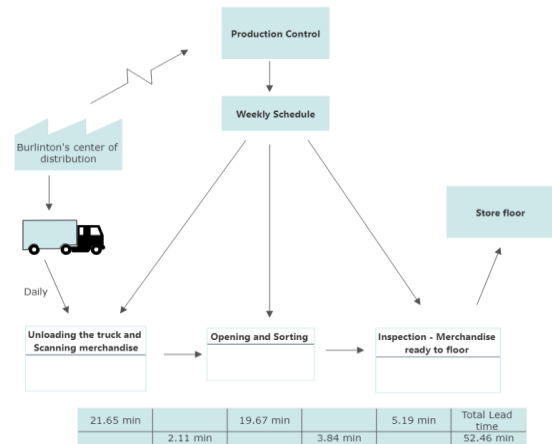 Production Control
Weekly Schedule
Burlinton's center of
distribution
Store floor
Daily
Unloading the truck and
Scanning merchandise
Opening and Sorting
Inspection - Merchandise
ready to floor
21.65 min
19.67 min
5.19 min
Total Lead
time
2.11 min
3.84 min
52.46 min